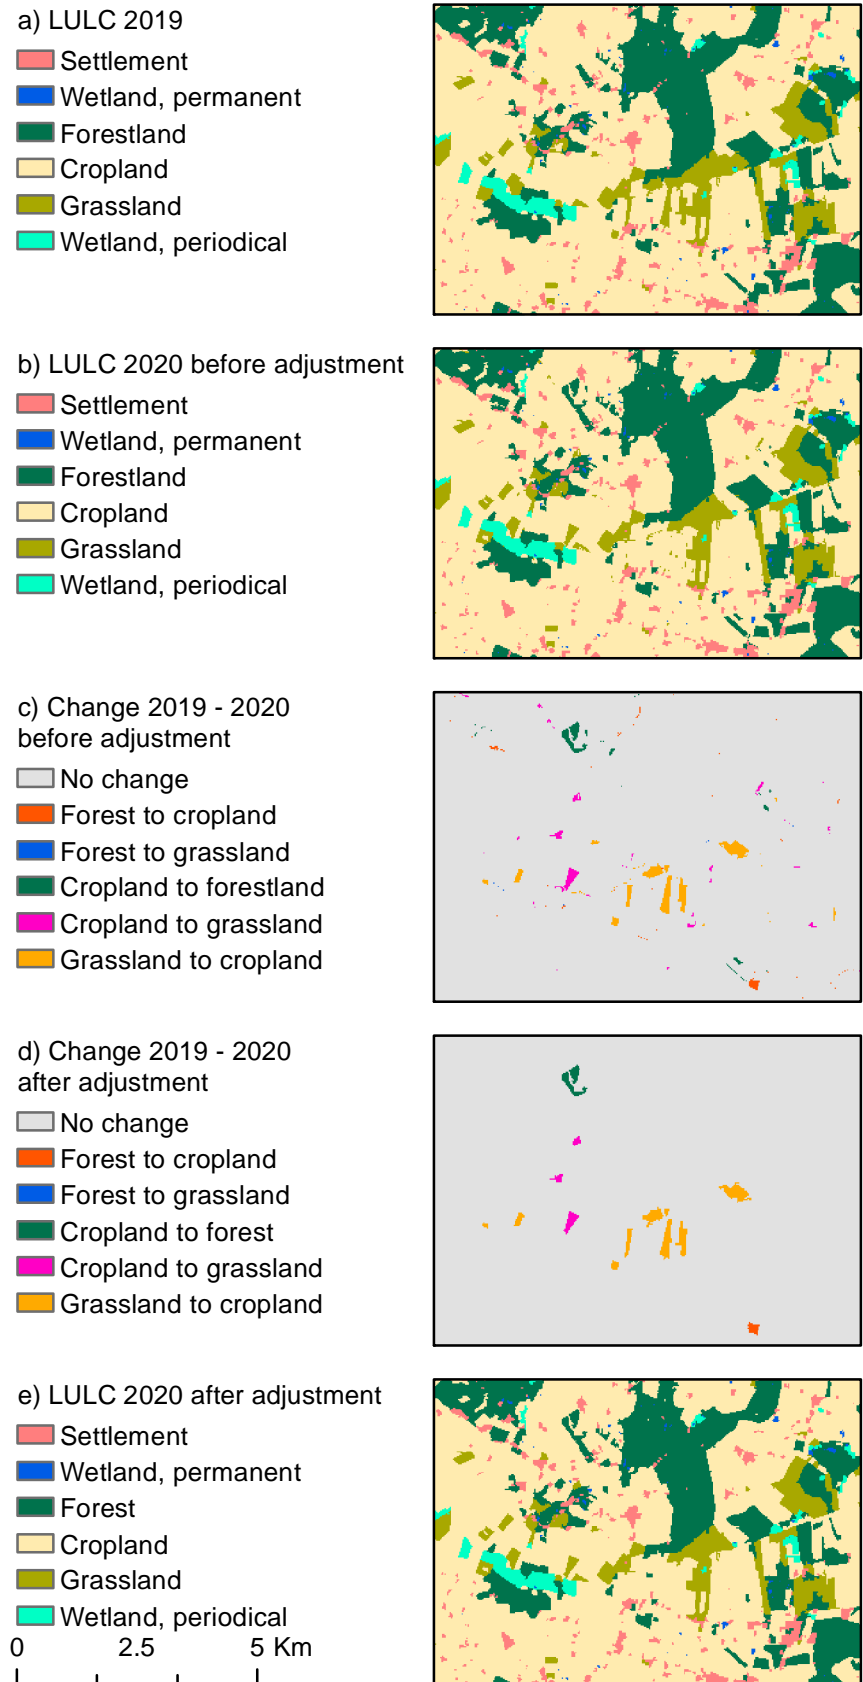 a) LULC 2019
Settlement
Wetland, permanent
Forestland
Cropland
Grassland
Wetland, periodical
b) LULC 2020 before adjustment
Settlement
Wetland, permanent
Forestland
Cropland
Grassland
Wetland, periodical
c) Change 2019 - 2020
before adjustment
No change
Forest to cropland
Forest to grassland
Cropland to forestland
Cropland to grassland
Grassland to cropland
d) Change 2019 - 2020
after adjustment
No change
Forest to cropland
Forest to grassland
Cropland to forest
Cropland to grassland
Grassland to cropland
e) LULC 2020 after adjustment
Settlement
Wetland, permanent
Forest
Cropland
Grassland
Wetland, periodical
0 2.5 5 Km